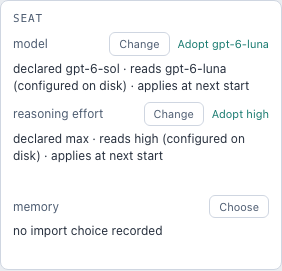 SEAT
model Change Adopt gpt-6-luna
declared gpt-6-sol · reads gpt-6-luna
(configured on disk) · applies at next start
reasoning effort Change Adopt high
declared max · reads high (configured on
disk) · applies at next start
memory Choose
no import choice recorded